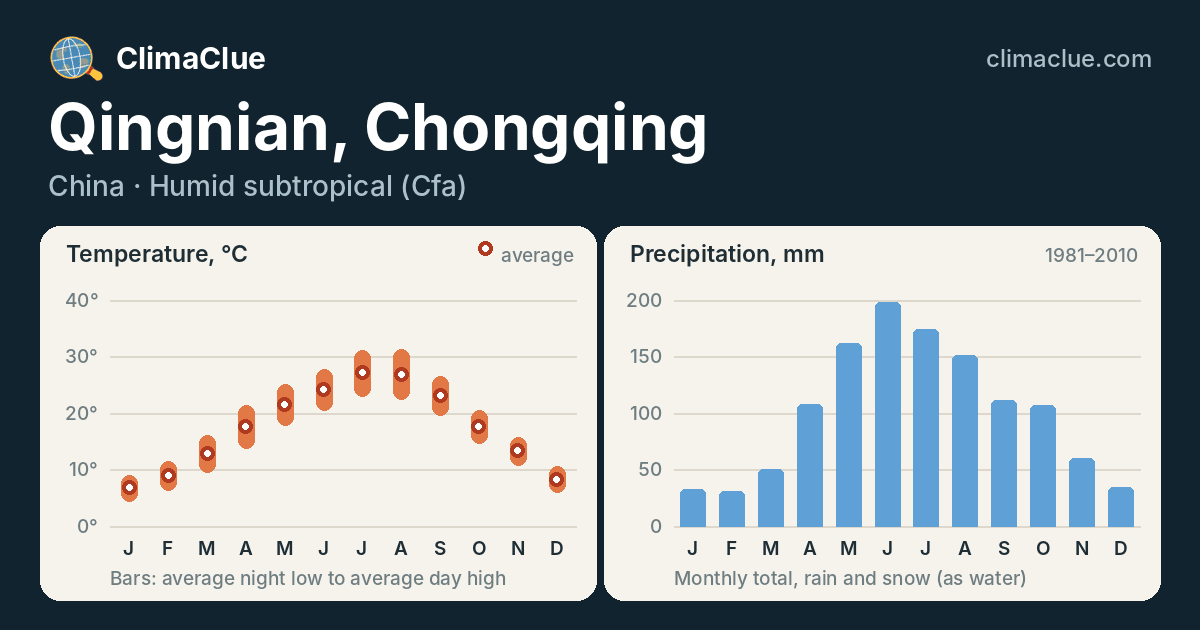 ClimaClue
climaclue.com
Qingnian, Chongqing
China · Humid subtropical (Cfa)
Temperature, °C
average
40°
30°
20°
10°
0°
J F M A M J J A S O N D
Bars: average night low to average day high
Precipitation, mm
1981–2010
200
150
100
50
0
J F M A M J J A S O N D
Monthly total, rain and snow (as water)